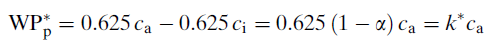 WP*p = 0.625 ca − 0.625 ci = 0.625 (1 − α) ca = k*ca